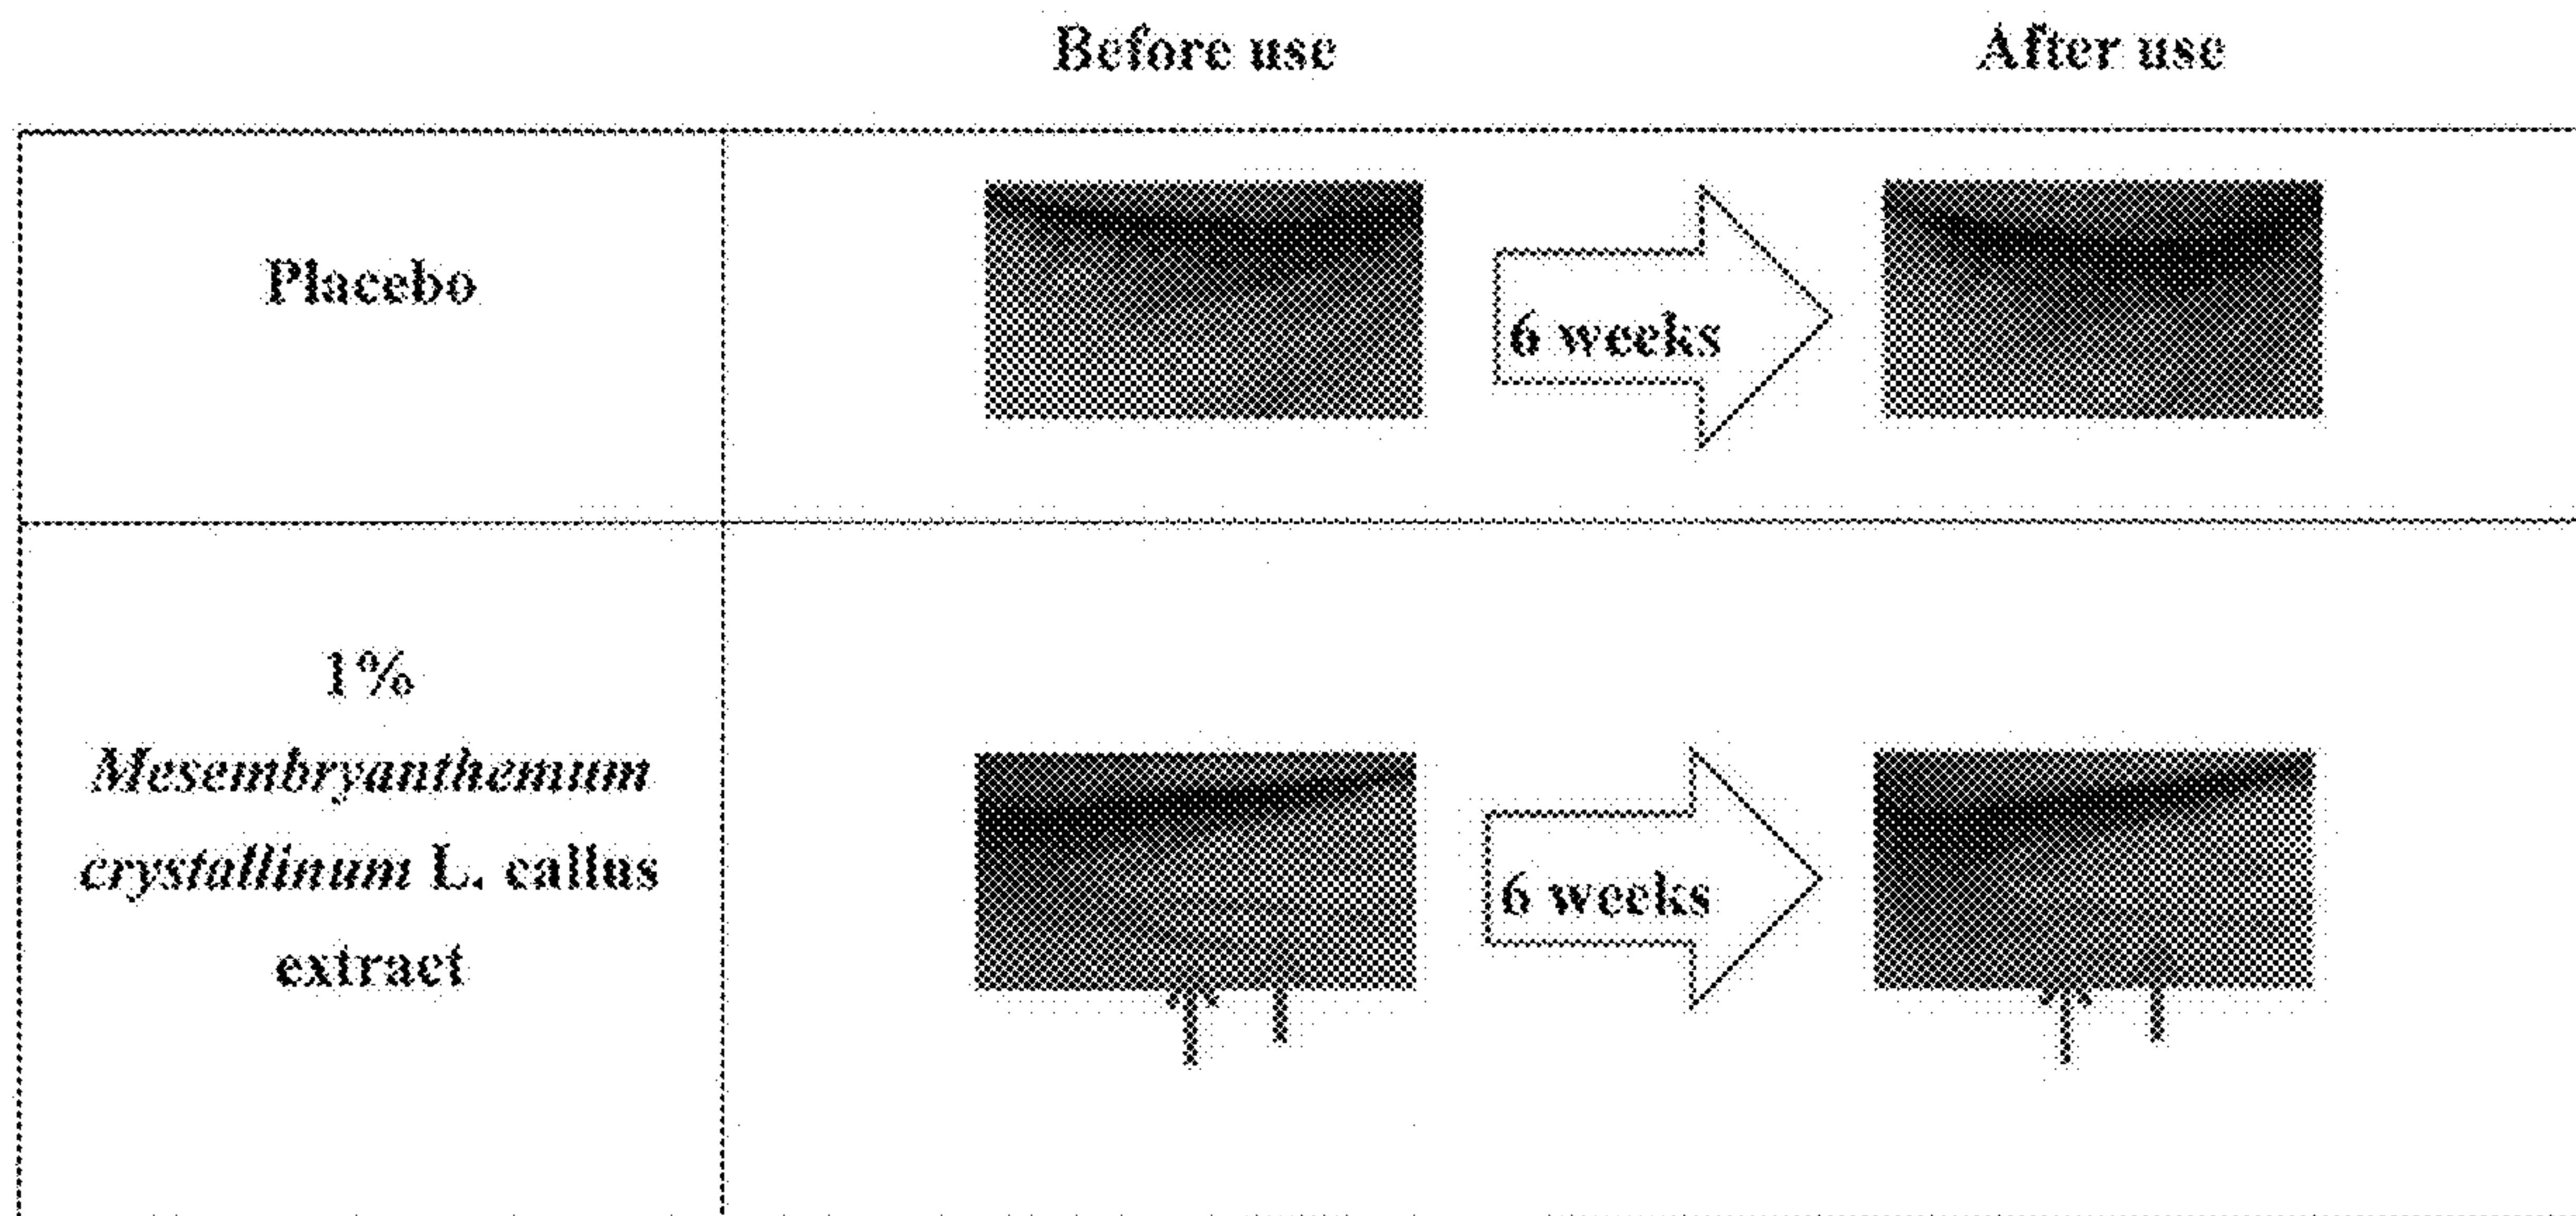 Before use
After use
Placebo
6 weeks
1%
Mesembryanthemum
crystallinum L. callus
extract
6 weeks